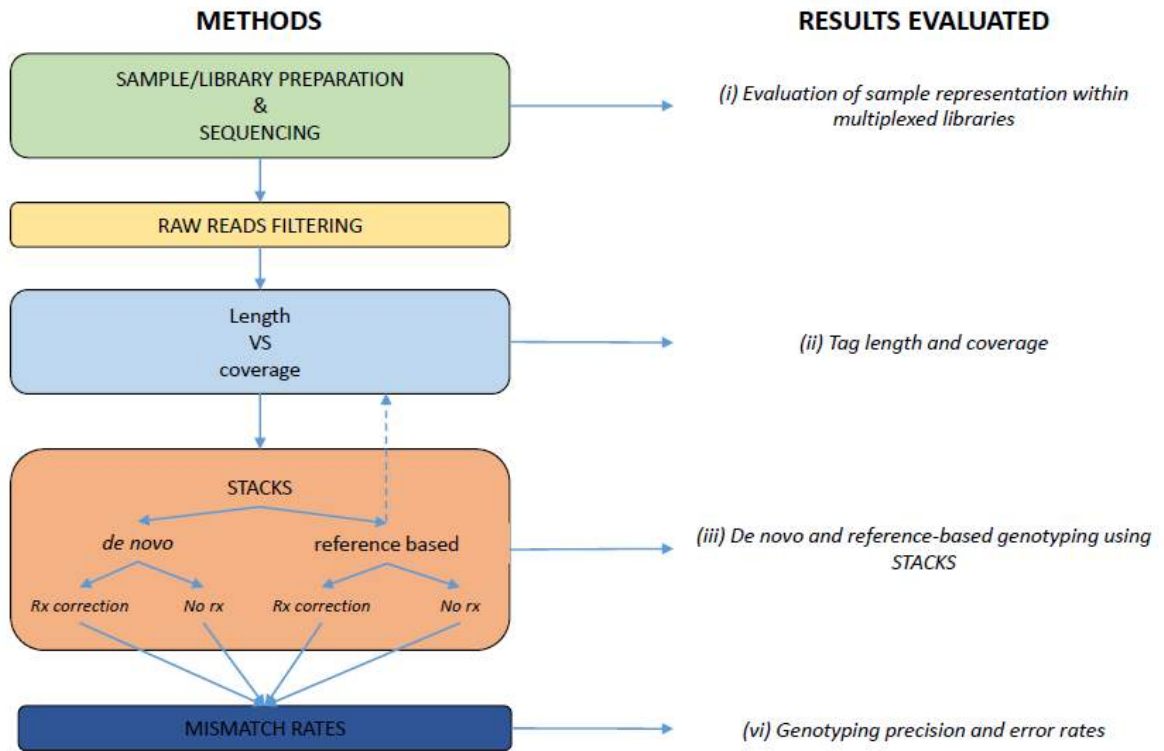 METHODS
RESULTS EVALUATED
SAMPLE/LIBRARY PREPARATION
&
SEQUENCING
(i) Evaluation of sample representation within
multiplexed libraries
RAW READS FILTERING
Length
VS
coverage
(ii) Tag length and coverage
STACKS
de novo
reference based
(iii) De novo and reference-based genotyping using
STACKS
Rx correction
No rx
Rx correction
No rx
MISMATCH RATES
(vi) Genotyping precision and error rates